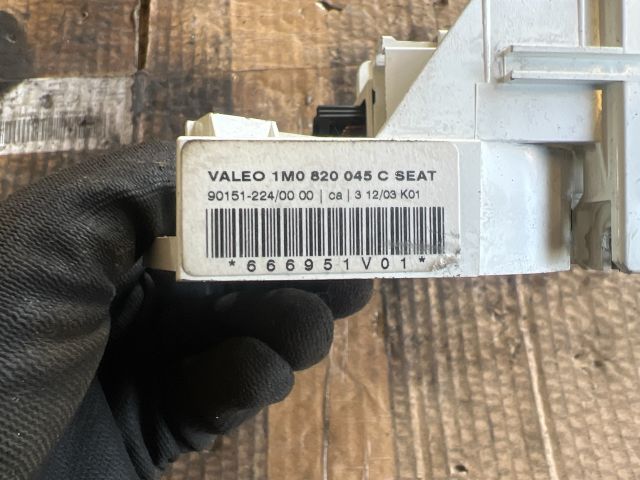 VALEO 1M0 820 045 C SEAT
90151-224/00 00 | ca | 3 12/03 K01
*666951V01*